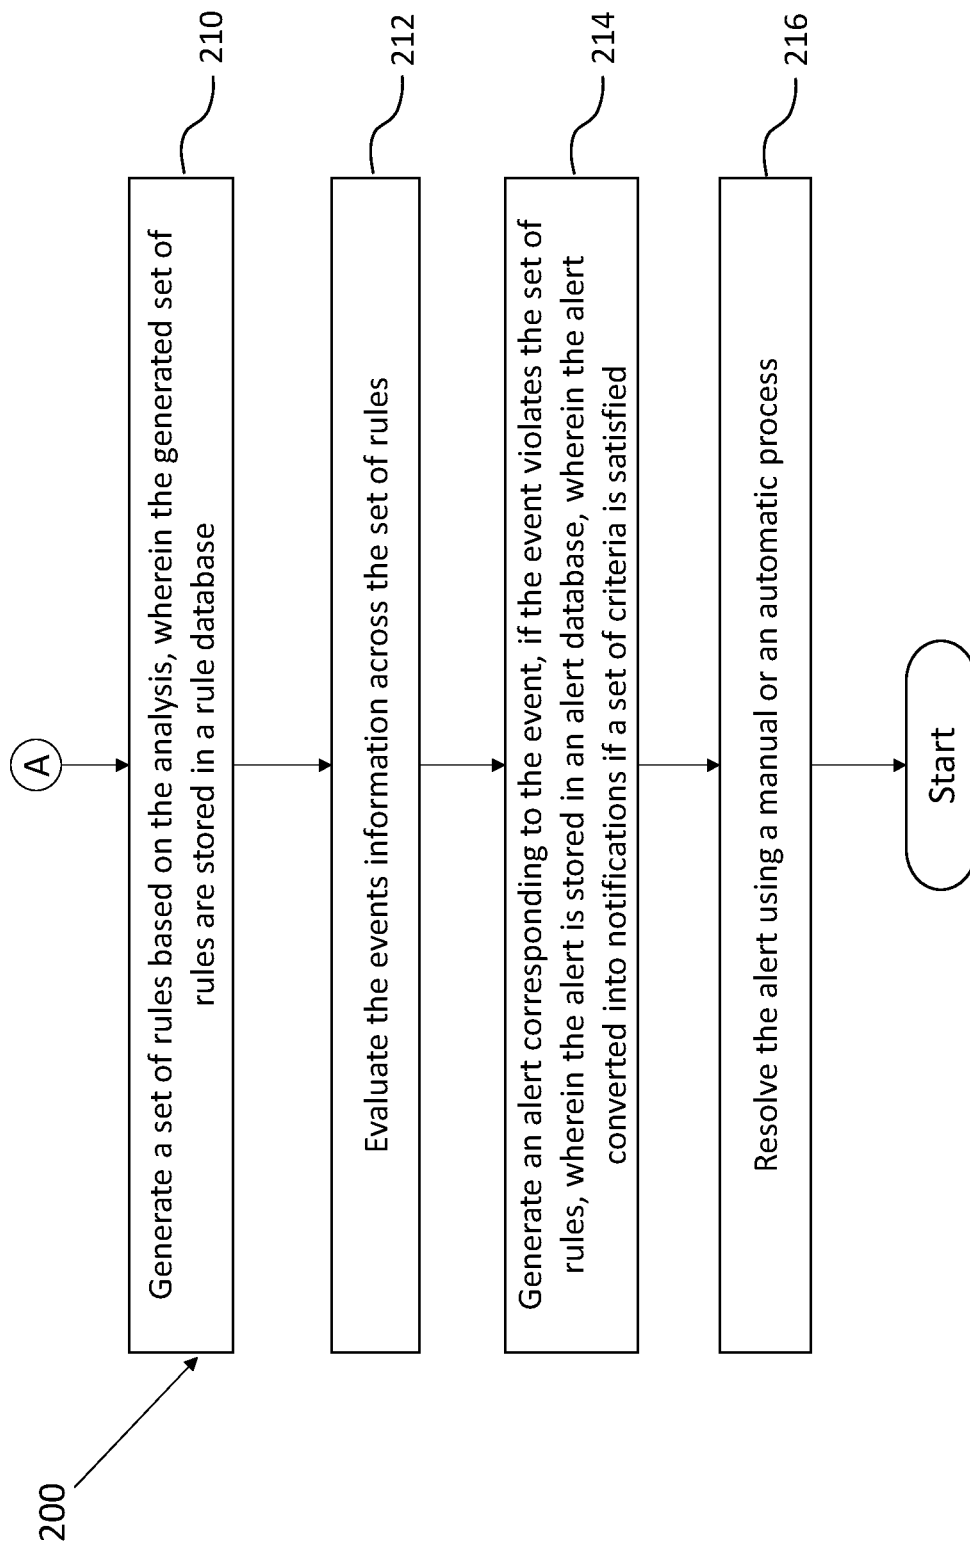 200
A
Generate a set of rules based on the analysis, wherein the generated set of
rules are stored in a rule database
210
Evaluate the events information across the set of rules
212
Generate an alert corresponding to the event, if the event violates the set of
rules, wherein the alert is stored in an alert database, wherein the alert
converted into notifications if a set of criteria is satisfied
214
Resolve the alert using a manual or an automatic process
216
Start